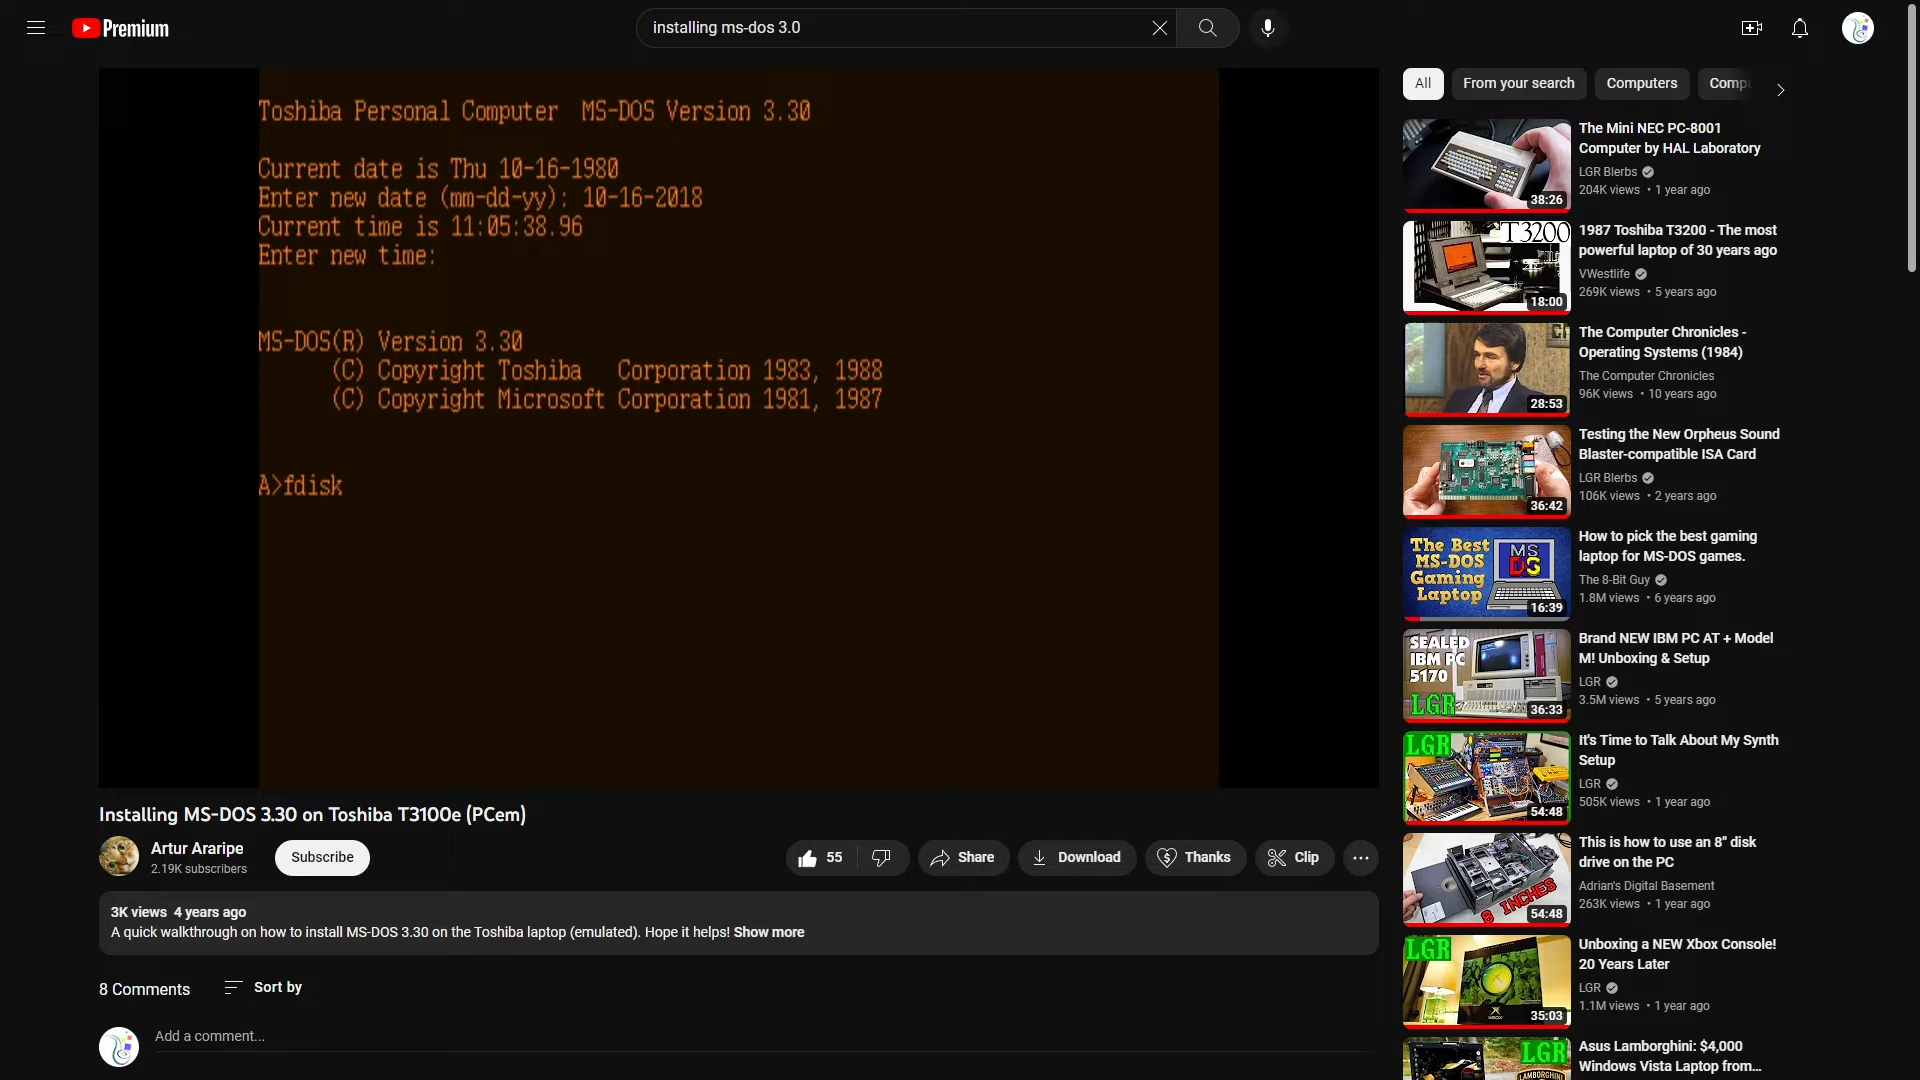 Premium
installing ms-dos 3.0
Toshiba Personal Computer MS-DOS Version 3.30
Current date is Thu 10-16-1980
Enter new date (mm-dd-yy): 10-16-2018
Current time is 11:05:38.96
Enter new time:
MS-DOS(R) Version 3.30
(C) Copyright Toshiba Corporation 1983, 1988
(C) Copyright Microsoft Corporation 1981, 1987
A>fdisk
Installing MS-DOS 3.30 on Toshiba T3100e (PCem)
Artur Araripe
2.19K subscribers
Subscribe
55
Share
Download
Thanks
Clip
3K views 4 years ago
A quick walkthrough on how to install MS-DOS 3.30 on the Toshiba laptop (emulated). Hope it helps! Show more
8 Comments
Sort by
Add a comment...
All
From your search
Computers
Compu
38:26
The Mini NEC PC-8001
Computer by HAL Laboratory
LGR Blerbs
204K views • 1 year ago
T3200
18:00
1987 Toshiba T3200 - The most
powerful laptop of 30 years ago
VWestlife
269K views • 5 years ago
28:53
The Computer Chronicles -
Operating Systems (1984)
The Computer Chronicles
96K views • 10 years ago
36:42
Testing the New Orpheus Sound
Blaster-compatible ISA Card
LGR Blerbs
106K views • 2 years ago
The Best
MS-DOS
Gaming
Laptop
MS
16:39
How to pick the best gaming
laptop for MS-DOS games.
The 8-Bit Guy
1.8M views • 6 years ago
SEALED
IBM PC
5170
LGR
36:33
Brand NEW IBM PC AT + Model
M! Unboxing & Setup
LGR
3.5M views • 5 years ago
LGR
54:48
It's Time to Talk About My Synth
Setup
LGR
505K views • 1 year ago
8 INCHES
54:48
This is how to use an 8" disk
drive on the PC
Adrian's Digital Basement
263K views • 1 year ago
LGR
XBOX
35:03
Unboxing a NEW Xbox Console!
20 Years Later
LGR
1.1M views • 1 year ago
LGR
LAMBORGHINI
Asus Lamborghini: $4,000
Windows Vista Laptop from...